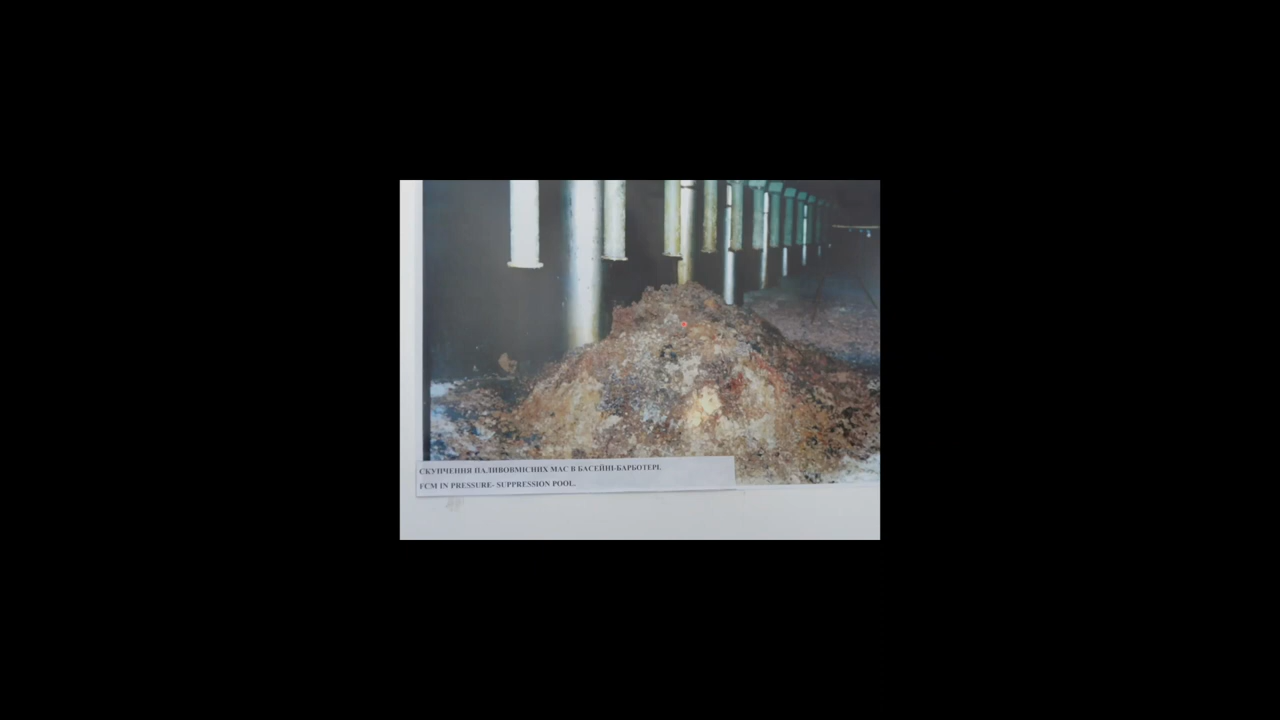 СКУПЧЕННЯ ПАЛИВОВМІСНИХ МАС В БАСЕЙНІ-БАРБОТЕРІ.
FCM IN PRESSURE- SUPPRESSION POOL.